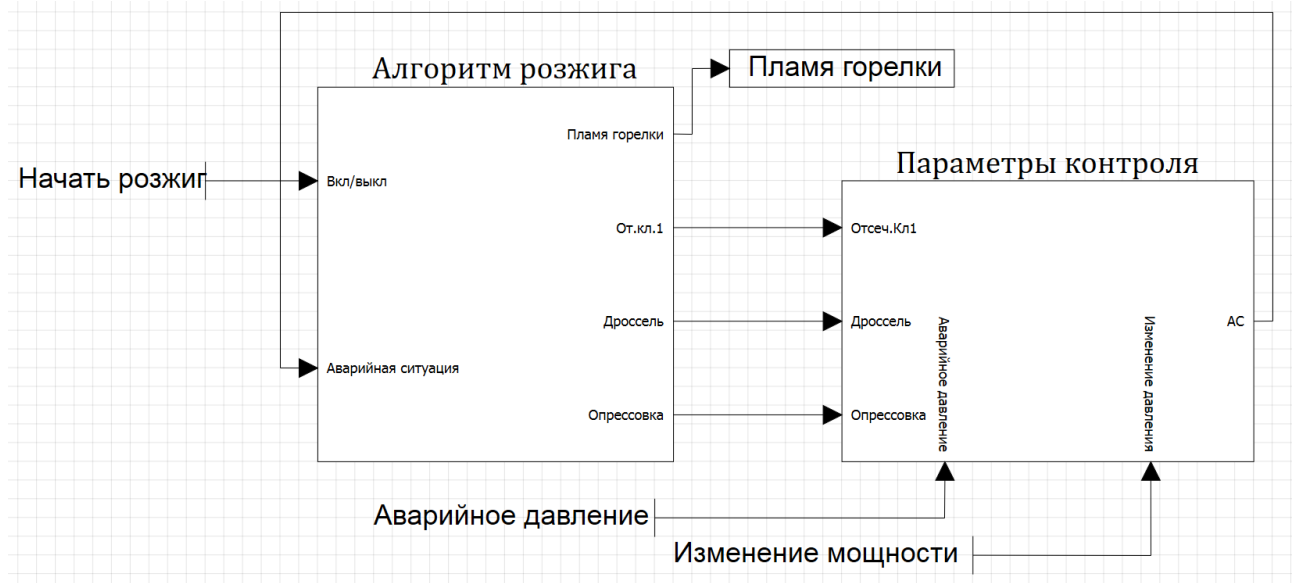 Алгоритм розжига
Пламя горелки
Пламя горелки
Начать розжиг
Вкл/выкл
От.кл.1
Дроссель
Аварийная ситуация
Опрессовка
Параметры контроля
Отсеч.Кл1
Дроссель
Опрессовка
Аварийное давление
Изменение давления
АС
Аварийное давление
Изменение мощности